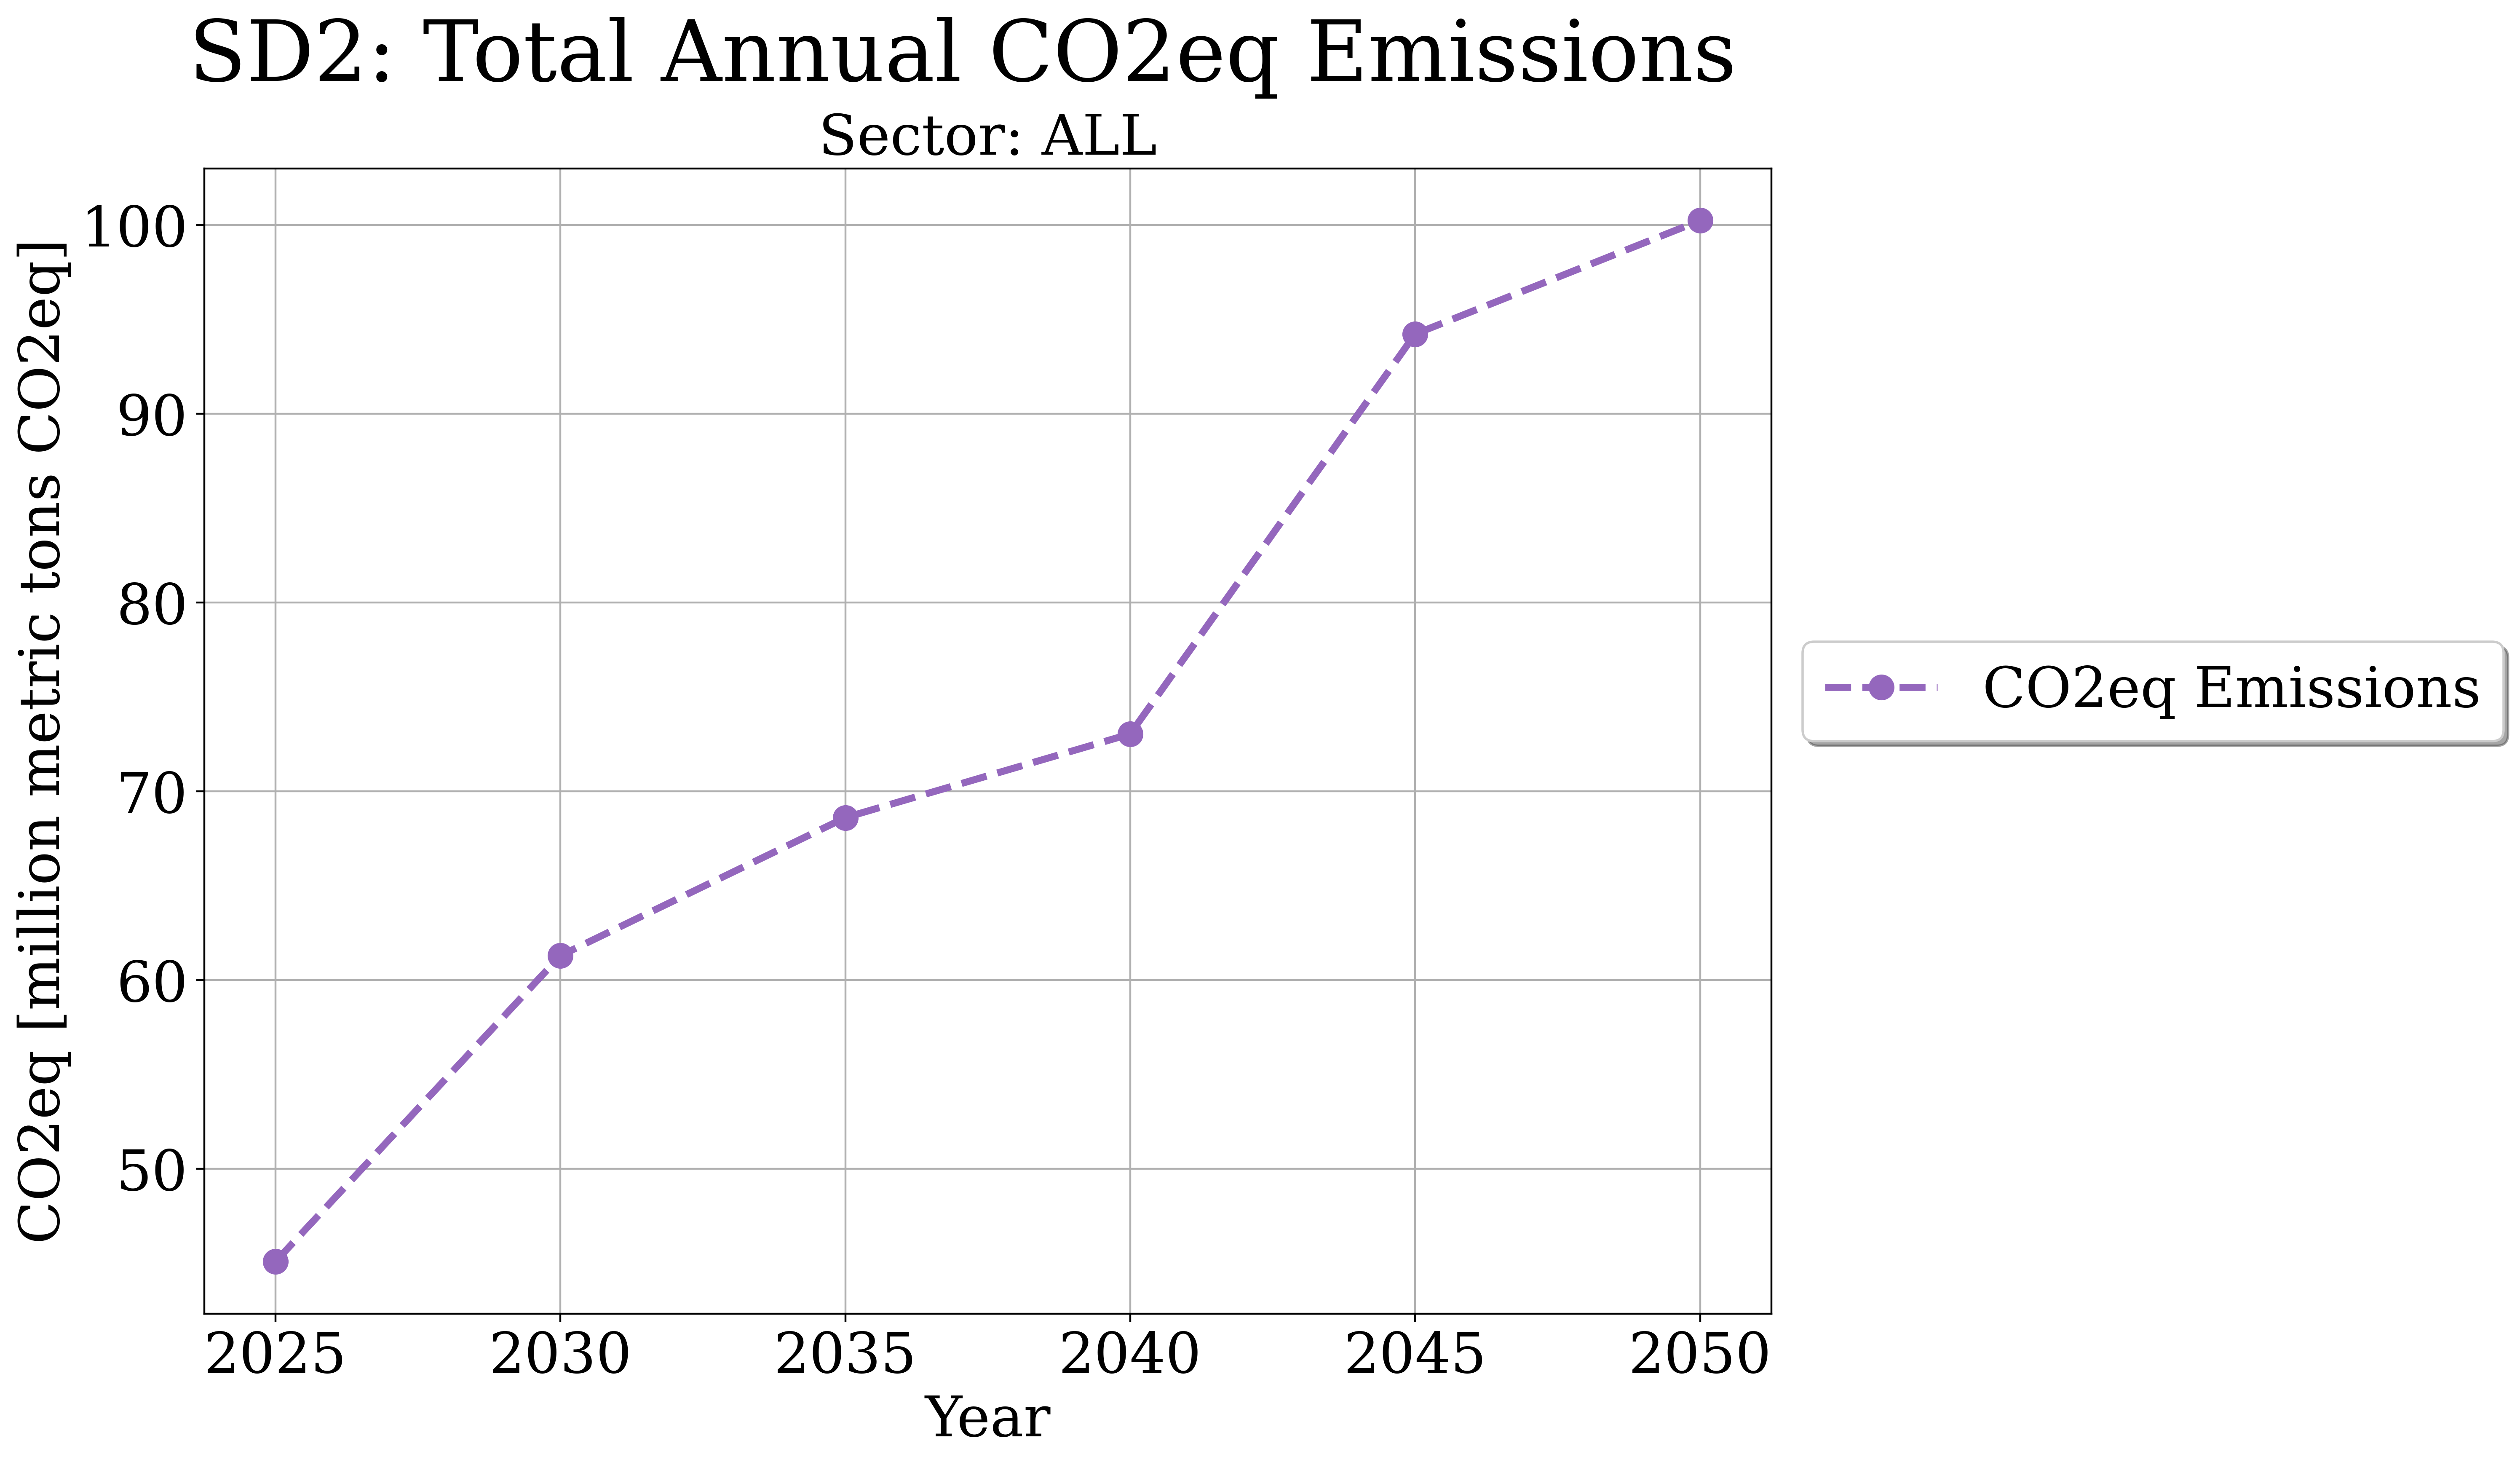 SD2: Total Annual CO2eq Emissions
Sector: ALL
CO2eq [million metric tons CO2eq]
100
90
80
70
60
50
2025 2030 2035 2040 2045 2050
Year
CO2eq Emissions